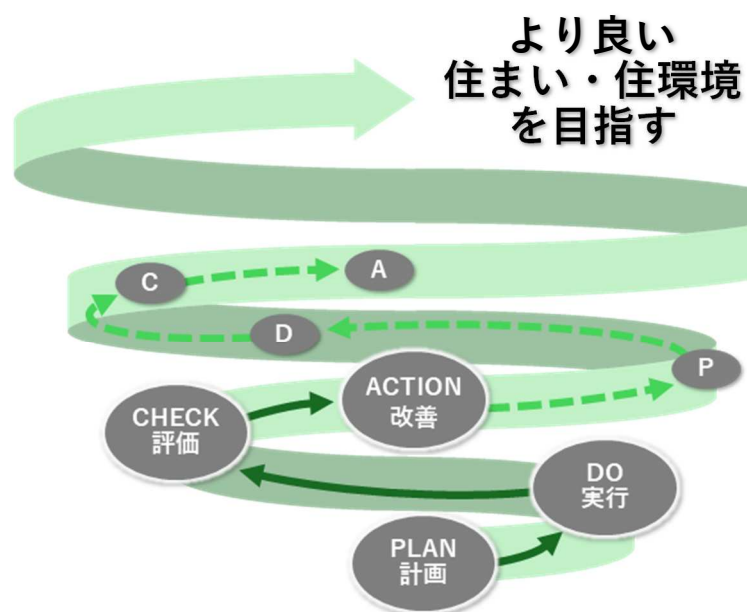 より良い
住まい・住環境
を目指す
C
A
D
P
ACTION
改善
CHECK
評価
DO
実行
PLAN
計画